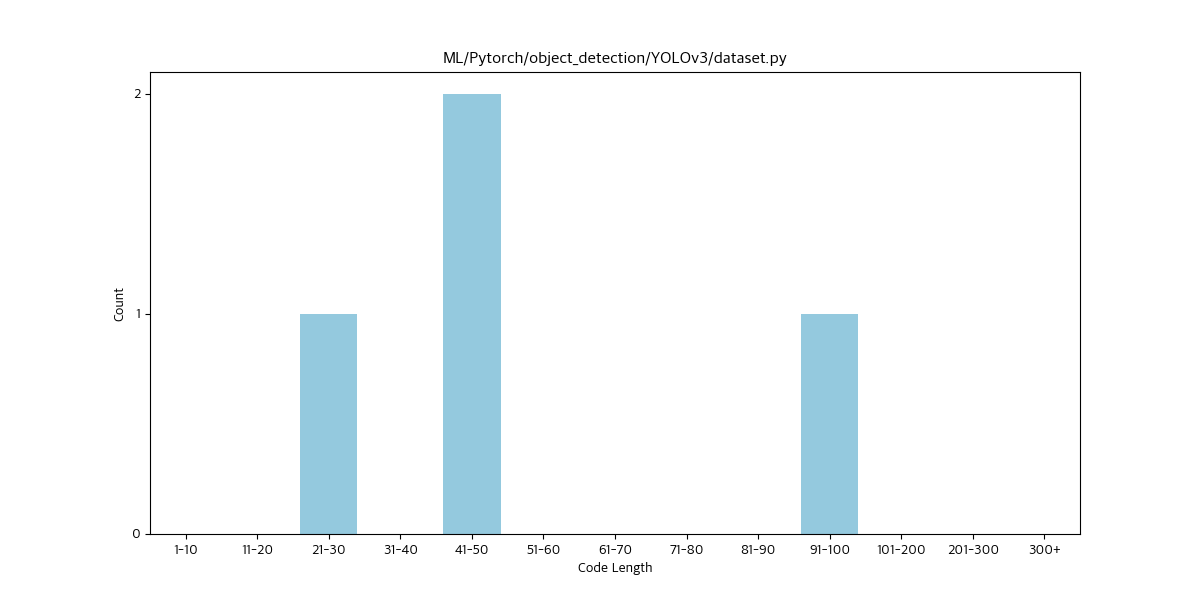 ML/Pytorch/object_detection/YOLOv3/dataset.py
Count
2
1
0
1-10 11-20 21-30 31-40 41-50 51-60 61-70 71-80 81-90 91-100 101-200 201-300 300+
Code Length